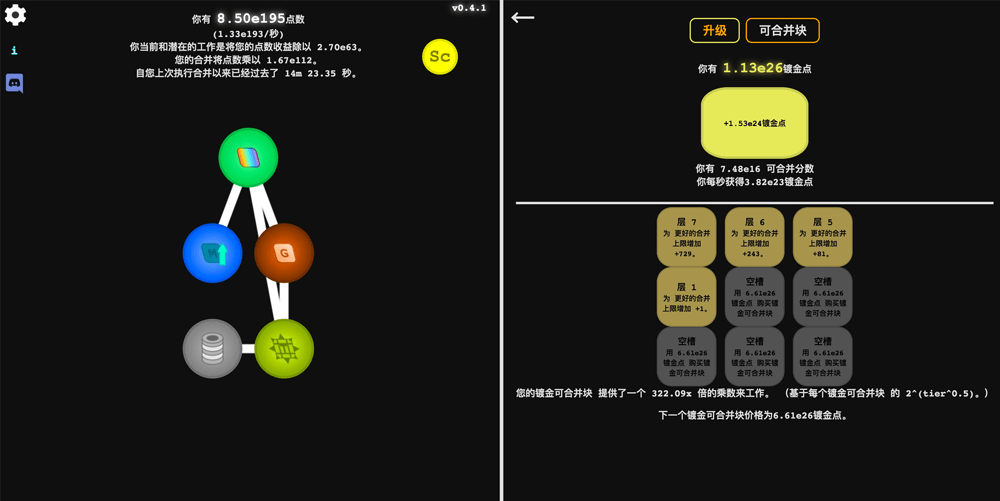 v0.4.1
你有 8.50e195点数
(1.33e193/秒)
你当前和潜在的工作是将您的点数收益除以 2.70e63。
您的合并将点数乘以 1.67e112。
自您上次执行合并以来已经过去了 14m 23.35 秒。
i
Sc
G
升级
可合并块
你有 1.13e26镀金点
+1.53e24镀金点
你有 7.48e16 可合并分数
你每秒获得3.82e23镀金点
层 7
为 更好的合并
上限增加
+729。
层 6
为 更好的合并
上限增加
+243。
层 5
为 更好的合并
上限增加
+81。
层 1
为 更好的合并
上限增加 +1。
空槽
用 6.61e26
镀金点 购买镀
金可合并块
空槽
用 6.61e26
镀金点 购买镀
金可合并块
空槽
用 6.61e26
镀金点 购买镀
金可合并块
空槽
用 6.61e26
镀金点 购买镀
金可合并块
空槽
用 6.61e26
镀金点 购买镀
金可合并块
您的镀金可合并块 提供了一个 322.09x 倍的乘数来工作。 (基于每个镀金可合并块 的 2^(tier^0.5)。)
下一个镀金可合并块价格为6.61e26镀金点。